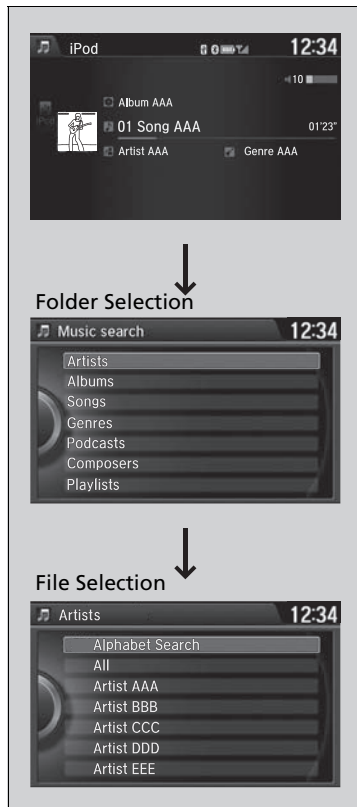 iPod 12:34
10
Album AAA
01 Song AAA 01'23"
Artist AAA Genre AAA
Folder Selection
Music search 12:34
Artists
Albums
Songs
Genres
Podcasts
Composers
Playlists
File Selection
Artists 12:34
Alphabet Search
All
Artist AAA
Artist BBB
Artist CCC
Artist DDD
Artist EEE